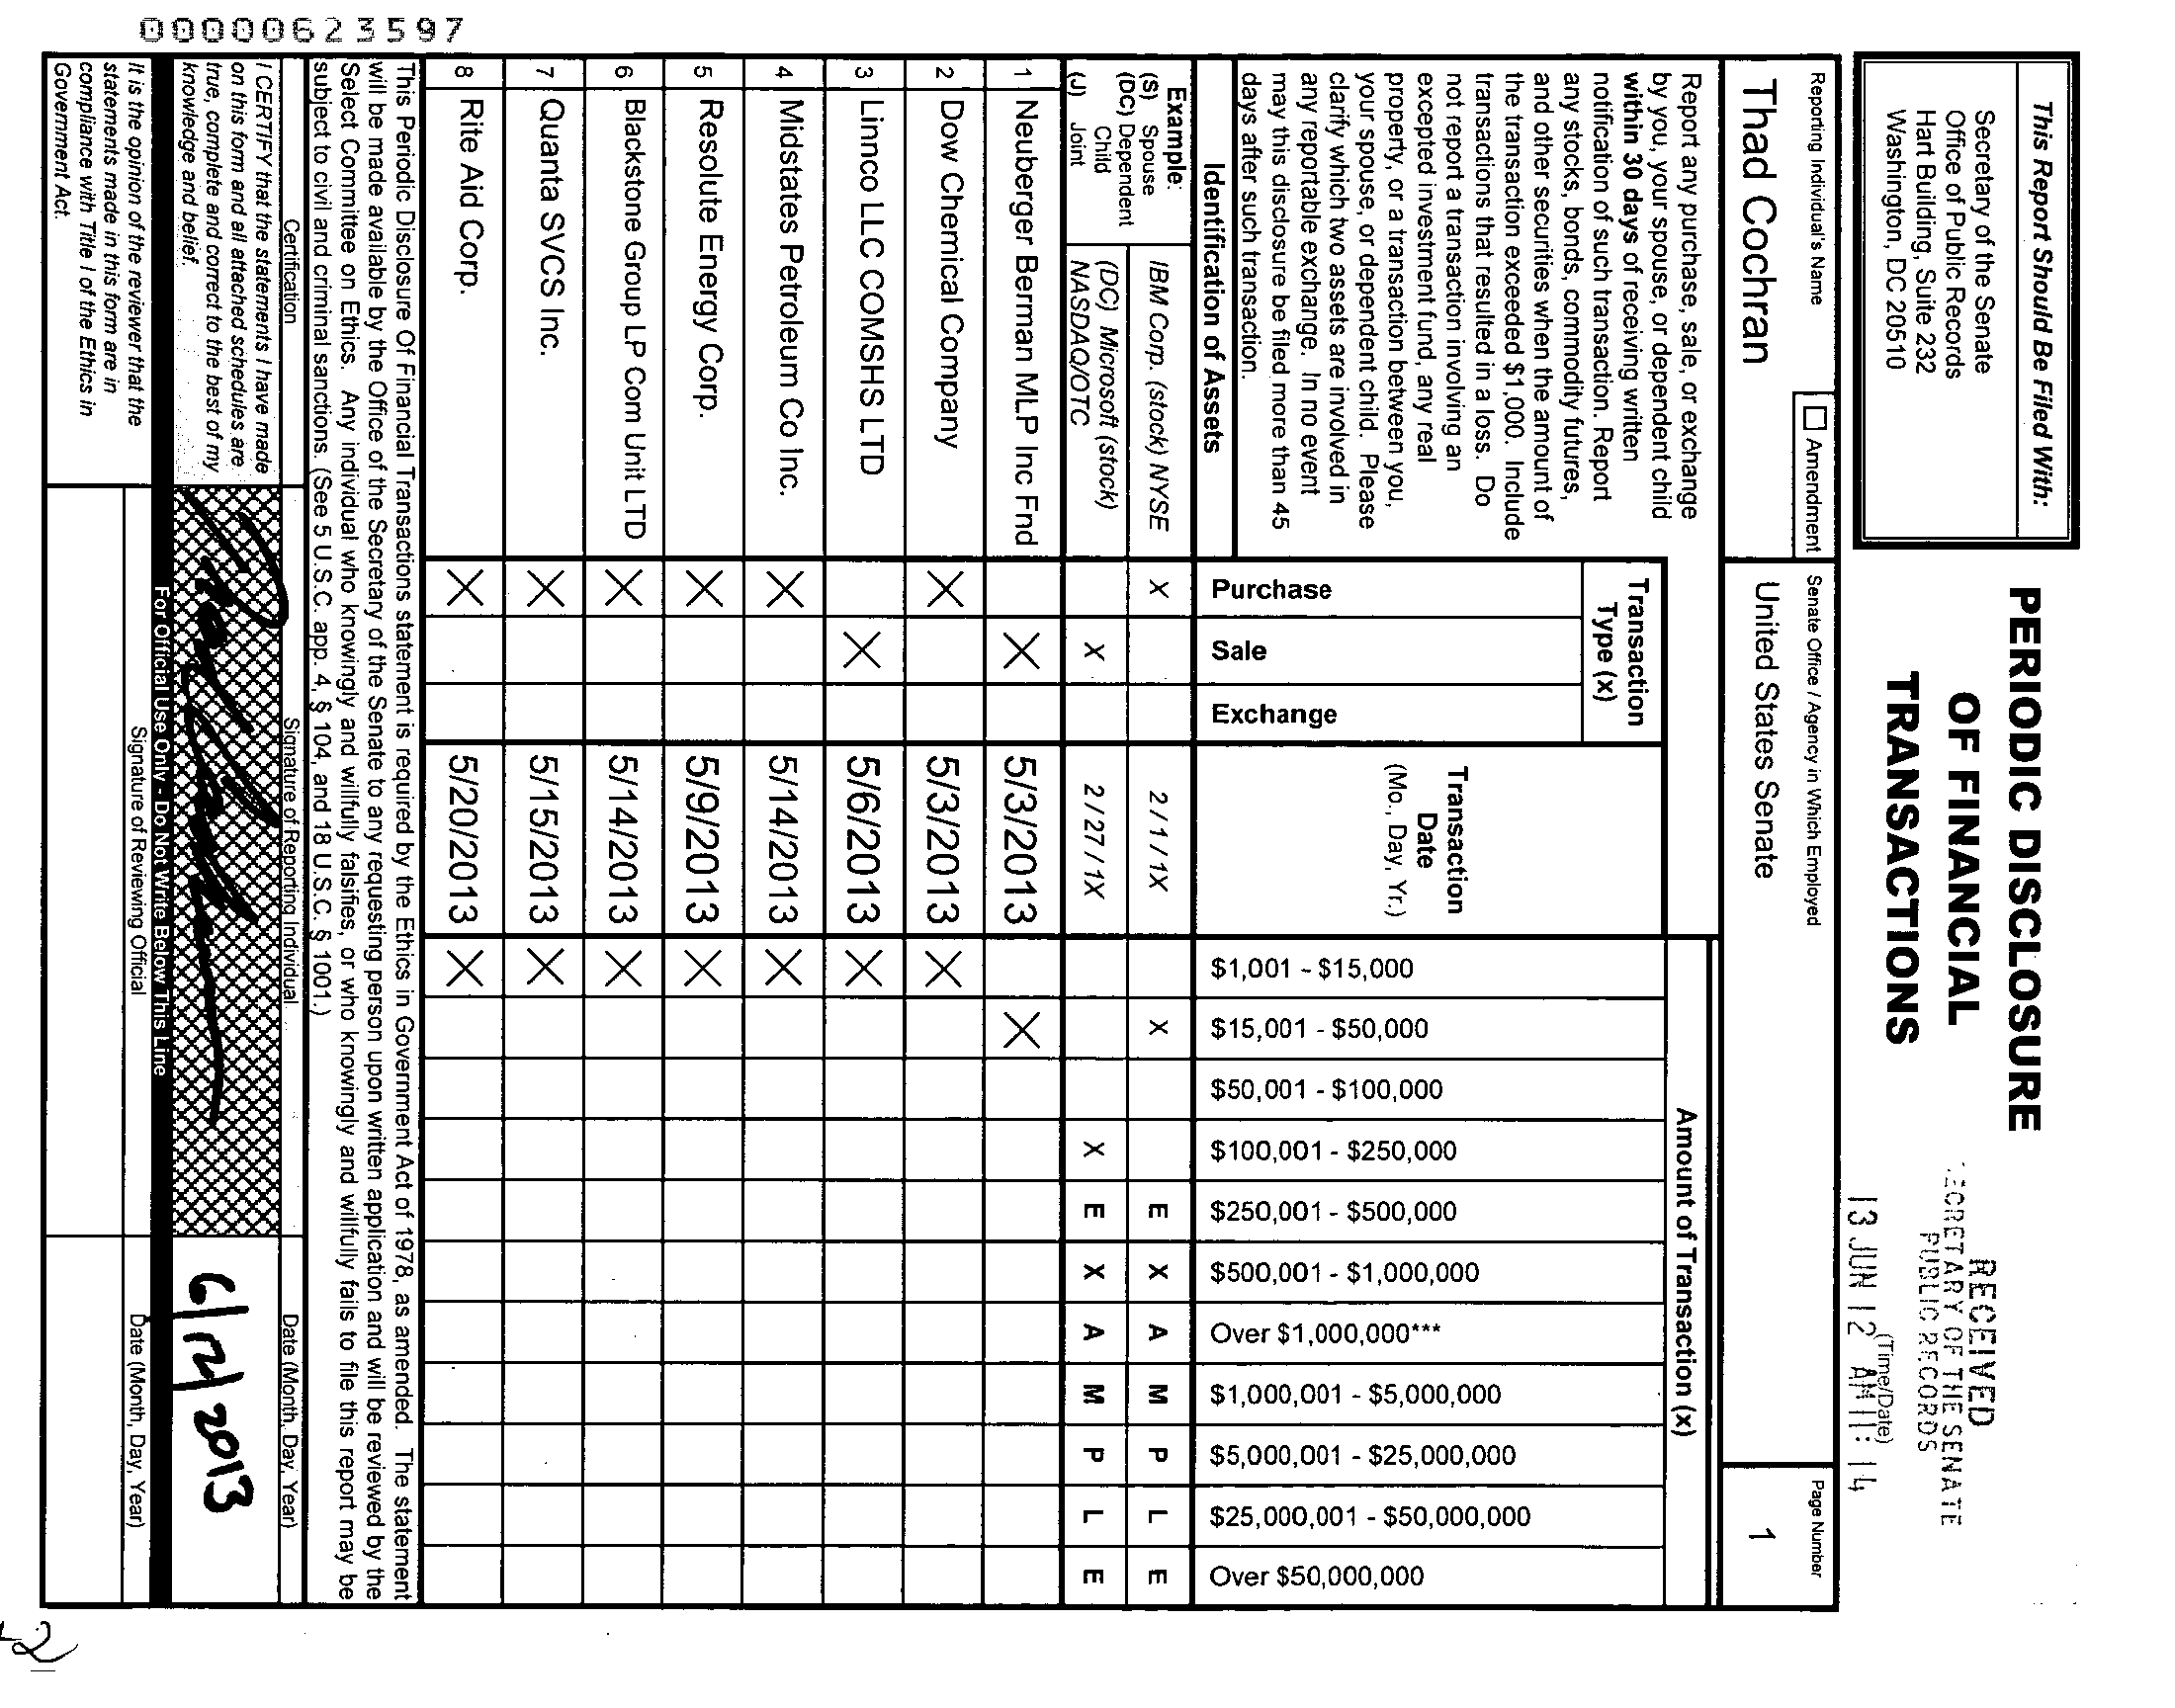 This Report Should Be Filed With:
Secretary of the Senate
Office of Public Records
Hart Building, Suite 232
Washington, DC 20510
PERIODIC DISCLOSURE
OF FINANCIAL
TRANSACTIONS
RECEIVED
SECRETARY OF THE SENATE
PUBLIC RECORDS
(Time/Date)
13 JUN 12 AM 11: 14
Reporting Individual's Name
Amendment
Senate Office / Agency in Which Employed
Page Number
Thad Cochran
United States Senate
1
Report any purchase, sale, or exchange
by you, your spouse, or dependent child
within 30 days of receiving written
notification of such transaction. Report
any stocks, bonds, commodity futures,
and other securities when the amount of
the transaction exceeded $1,000. Include
transactions that resulted in a loss. Do
not report a transaction involving an
excepted investment fund, any real
property, or a transaction between you,
your spouse, or dependent child. Please
clarify which two assets are involved in
any reportable exchange. In no event
may this disclosure be filed more than 45
days after such transaction.
Identification of Assets
Transaction
Type (x)
Purchase
Sale
Exchange
Transaction
Date
(Mo., Day, Yr.)
Amount of Transaction (x)
$1,001 - $15,000
$15,001 - $50,000
$50,001 - $100,000
$100,001 - $250,000
$250,001 - $500,000
$500,001 - $1,000,000
Over $1,000,000***
$1,000,001 - $5,000,000
$5,000,001 - $25,000,000
$25,000,001 - $50,000,000
Over $50,000,000
Example:
(S) Spouse
(DC) Dependent
Child
(J) Joint
IBM Corp. (stock) NYSE X 2 / 1 / 1X X E X A M P L E
(DC) Microsoft (stock)
NASDAQ/OTC X 2 / 27 / 1X X E X A M P L E
1 Neuberger Berman MLP Inc Fnd X 5/3/2013 X
2 Dow Chemical Company X 5/3/2013 X
3 Linnco LLC COMSHS LTD X 5/6/2013 X
4 Midstates Petroleum Co Inc. X 5/14/2013 X
5 Resolute Energy Corp. X 5/9/2013 X
6 Blackstone Group LP Com Unit LTD X 5/14/2013 X
7 Quanta SVCS Inc. X 5/15/2013 X
8 Rite Aid Corp. X 5/20/2013 X
This Periodic Disclosure Of Financial Transactions statement is required by the Ethics in Government Act of 1978, as amended. The statement
will be made available by the Office of the Secretary of the Senate to any requesting person upon written application and will be reviewed by the
Select Committee on Ethics. Any individual who knowingly and willfully falsifies, or who knowingly and willfully fails to file this report may be
subject to civil and criminal sanctions. (See 5 U.S.C. app. 4, § 104, and 18 U.S.C. § 1001.)
Certification
Signature of Reporting Individual
Date (Month, Day, Year)
I CERTIFY that the statements I have made
on this form and all attached schedules are
true, complete and correct to the best of my
knowledge and belief.
6/12/2013
For Official Use Only - Do Not Write Below This Line
It is the opinion of the reviewer that the
statements made in this form are in
compliance with Title I of the Ethics in
Government Act.
Signature of Reviewing Official
Date (Month, Day, Year)
00000623597